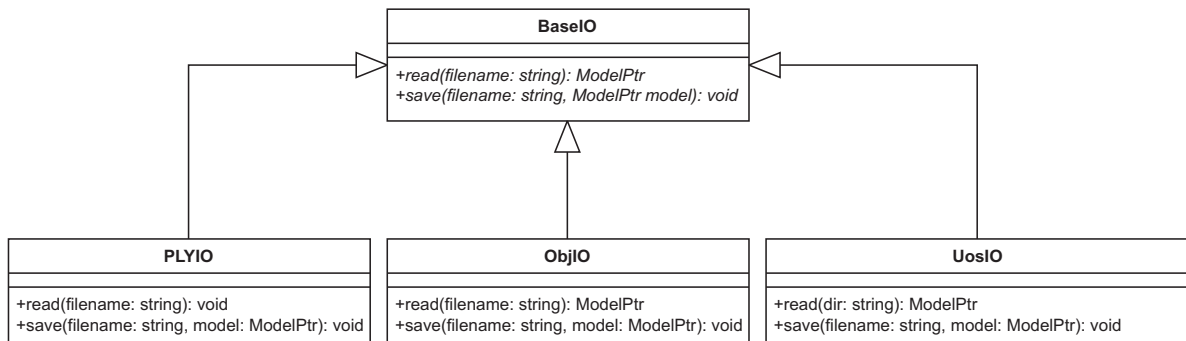 BaseIO
+read(filename: string): ModelPtr
+save(filename: string, ModelPtr model): void
PLYIO
+read(filename: string): void
+save(filename: string, model: ModelPtr): void
ObjIO
+read(filename: string): ModelPtr
+save(filename: string, model: ModelPtr): void
UosIO
+read(dir: string): ModelPtr
+save(filename: string, model: ModelPtr): void